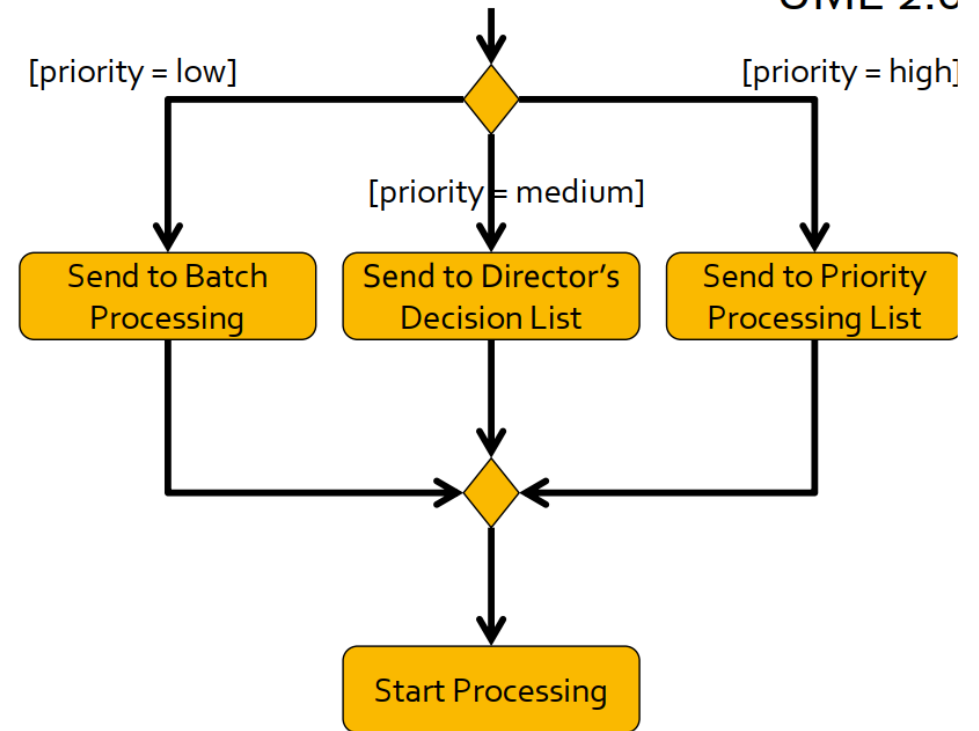 [priority = low]
[priority = high]
[priority = medium]
Send to Batch
Processing
Send to Director’s
Decision List
Send to Priority
Processing List
Start Processing